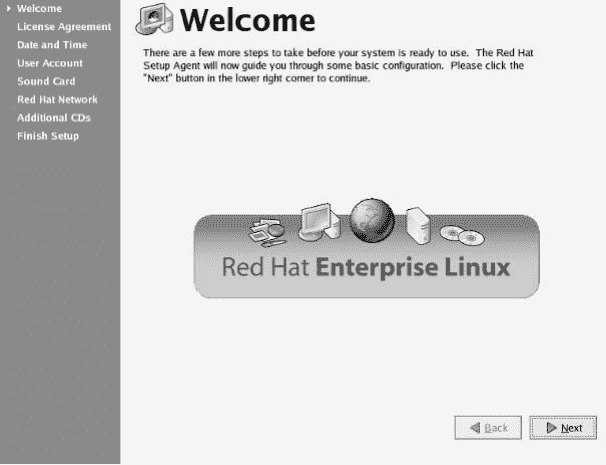 Welcome
License Agreement
Date and Time
User Account
Sound Card
Red Hat Network
Additional CDs
Finish Setup
Welcome
There are a few more steps to take before your system is ready to use. The Red Hat
Setup Agent will now guide you through some basic configuration. Please click the
"Next" button in the lower right corner to continue.
Red Hat Enterprise Linux
Back
Next